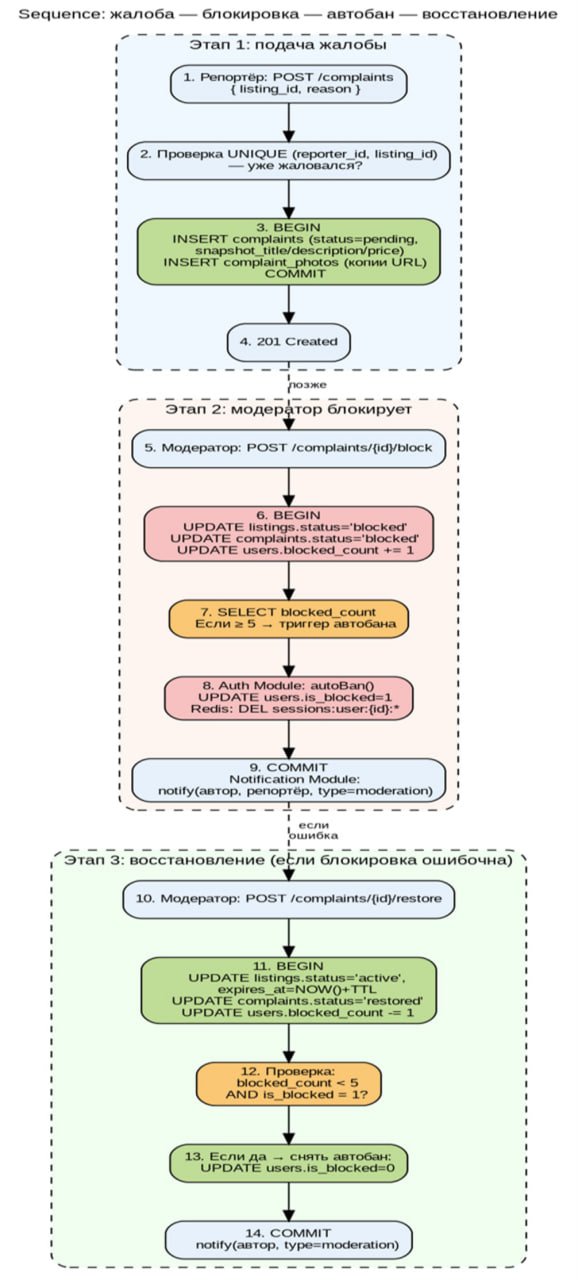 Sequence: жалоба — блокировка — автобан — восстановление
Этап 1: подача жалобы
1. Репортёр: POST /complaints
{ listing_id, reason }
2. Проверка UNIQUE (reporter_id, listing_id)
— уже жаловался?
3. BEGIN
INSERT complaints (status=pending,
snapshot_title/description/price)
INSERT complaint_photos (копии URL)
COMMIT
4. 201 Created
позже
Этап 2: модератор блокирует
5. Модератор: POST /complaints/{id}/block
6. BEGIN
UPDATE listings.status='blocked'
UPDATE complaints.status='blocked'
UPDATE users.blocked_count += 1
7. SELECT blocked_count
Если ≥ 5 → триггер автобана
8. Auth Module: autoBan()
UPDATE users.is_blocked=1
Redis: DEL sessions:user:{id}:*
9. COMMIT
Notification Module:
notify(автор, репортёр, type=moderation)
если
ошибка
Этап 3: восстановление (если блокировка ошибочна)
10. Модератор: POST /complaints/{id}/restore
11. BEGIN
UPDATE listings.status='active',
expires_at=NOW()+TTL
UPDATE complaints.status='restored'
UPDATE users.blocked_count -= 1
12. Проверка:
blocked_count < 5
AND is_blocked = 1?
13. Если да → снять автобан:
UPDATE users.is_blocked=0
14. COMMIT
notify(автор, type=moderation)